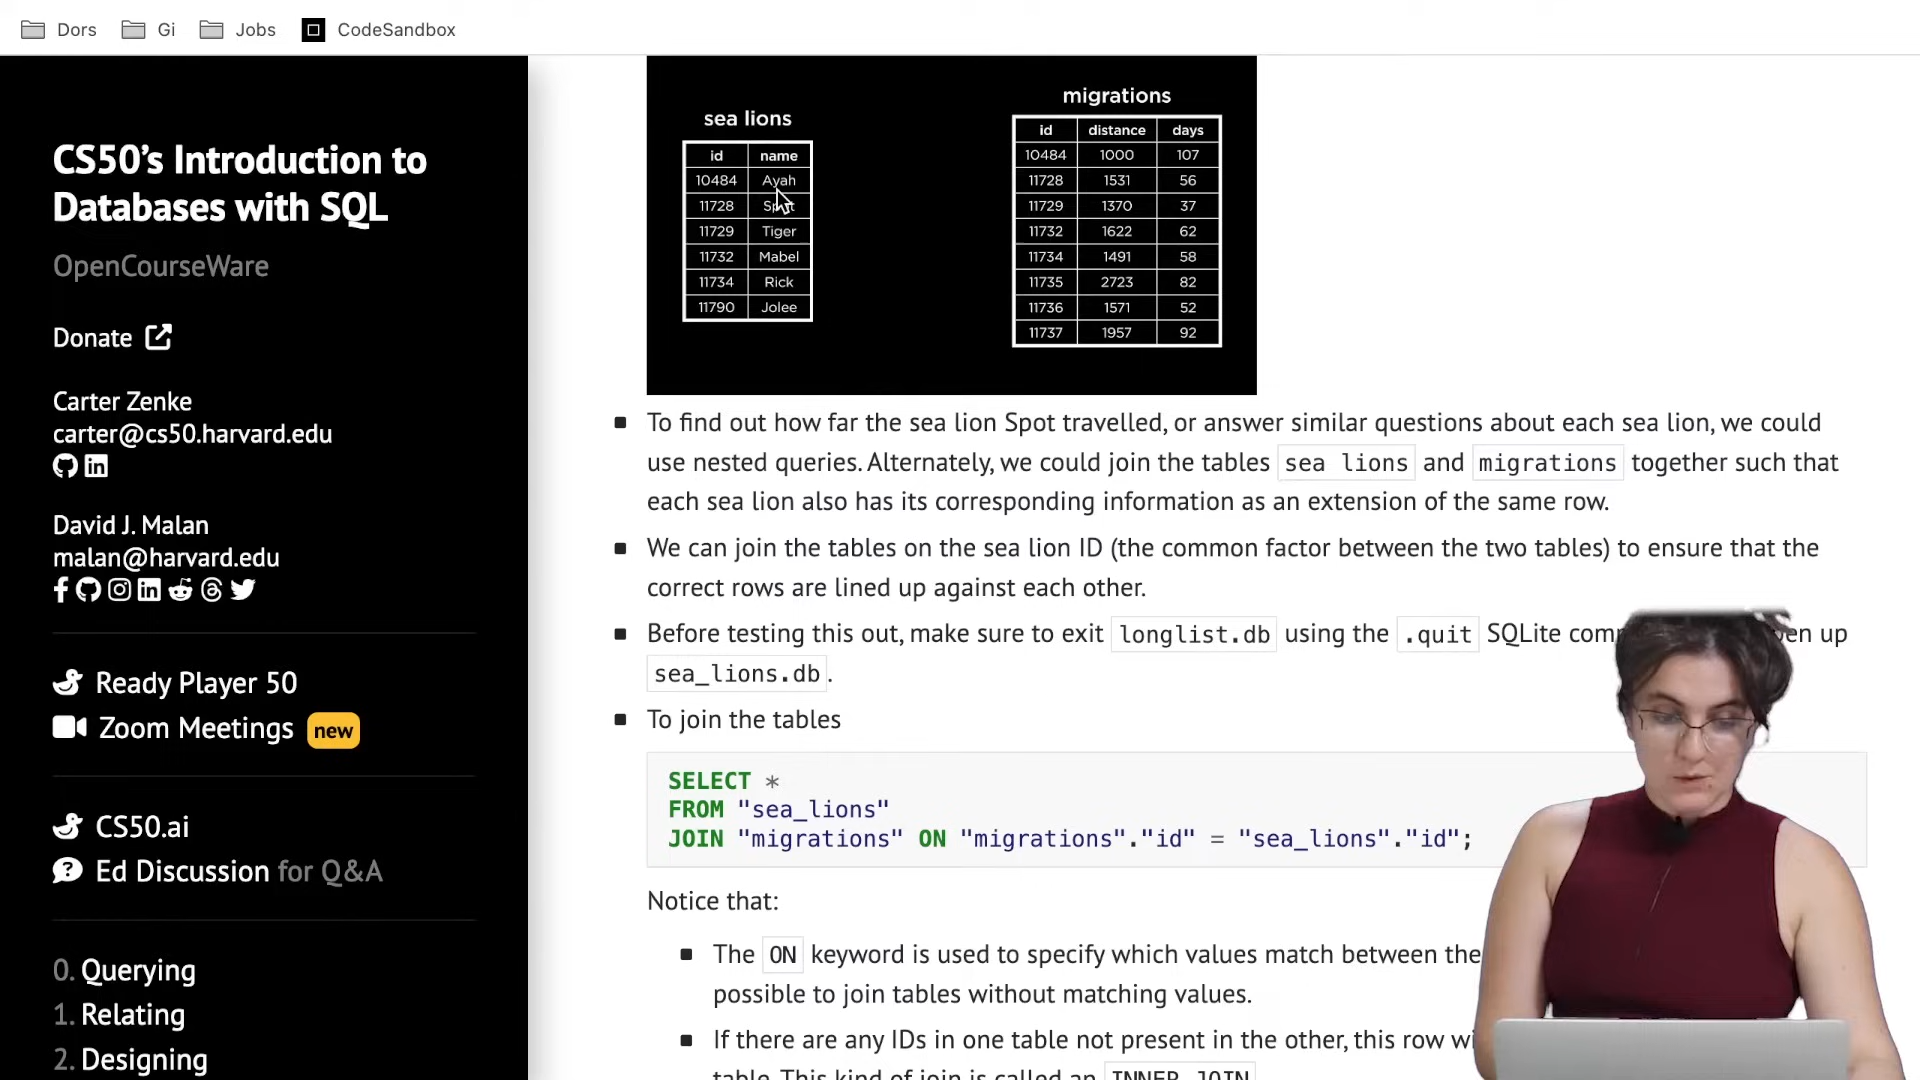 Dors
Gi
Jobs
CodeSandbox
CS50’s Introduction to
Databases with SQL
OpenCourseWare
Donate
Carter Zenke
carter@cs50.harvard.edu
David J. Malan
malan@harvard.edu
Ready Player 50
Zoom Meetings new
CS50.ai
Ed Discussion for Q&A
0. Querying
1. Relating
2. Designing
sea lions
id name
10484 Ayah
11728 Spot
11729 Tiger
11732 Mabel
11734 Rick
11790 Jolee
migrations
id distance days
10484 1000 107
11728 1531 56
11729 1370 37
11732 1622 62
11734 1491 58
11735 2723 82
11736 1571 52
11737 1957 92
To find out how far the sea lion Spot travelled, or answer similar questions about each sea lion, we could
use nested queries. Alternately, we could join the tables sea lions and migrations together such that
each sea lion also has its corresponding information as an extension of the same row.
We can join the tables on the sea lion ID (the common factor between the two tables) to ensure that the
correct rows are lined up against each other.
Before testing this out, make sure to exit longlist.db using the .quit SQLite up
sea_lions.db.
To join the tables
SELECT *
FROM "sea_lions"
JOIN "migrations" ON "migrations"."id" = "sea_lions"."id";
Notice that:
The ON keyword is used to specify which values match between the
possible to join tables without matching values.
If there are any IDs in one table not present in the other, this row
table. This kind of join is called an INNER JOIN